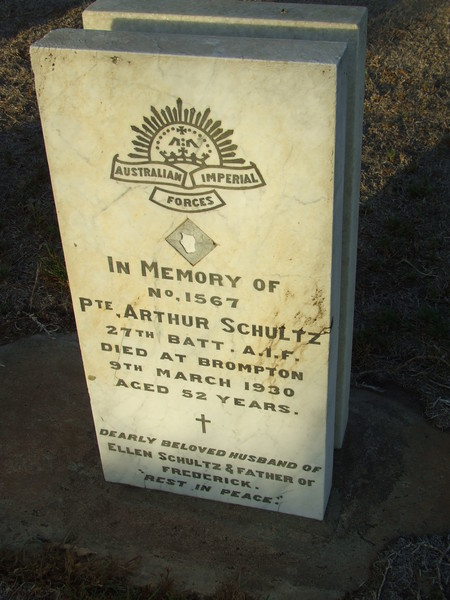 AUSTRALIAN IMPERIAL
FORCES
IN MEMORY OF
NO, 1567
PTE, ARTHUR SCHULTZ
27TH BATT. A.I.F.
DIED AT BROMPTON
9TH MARCH 1930
AGED 52 YEARS.
DEARLY BELOVED HUSBAND OF
ELLEN SCHULTZ & FATHER OF
FREDERICK.
"REST IN PEACE."